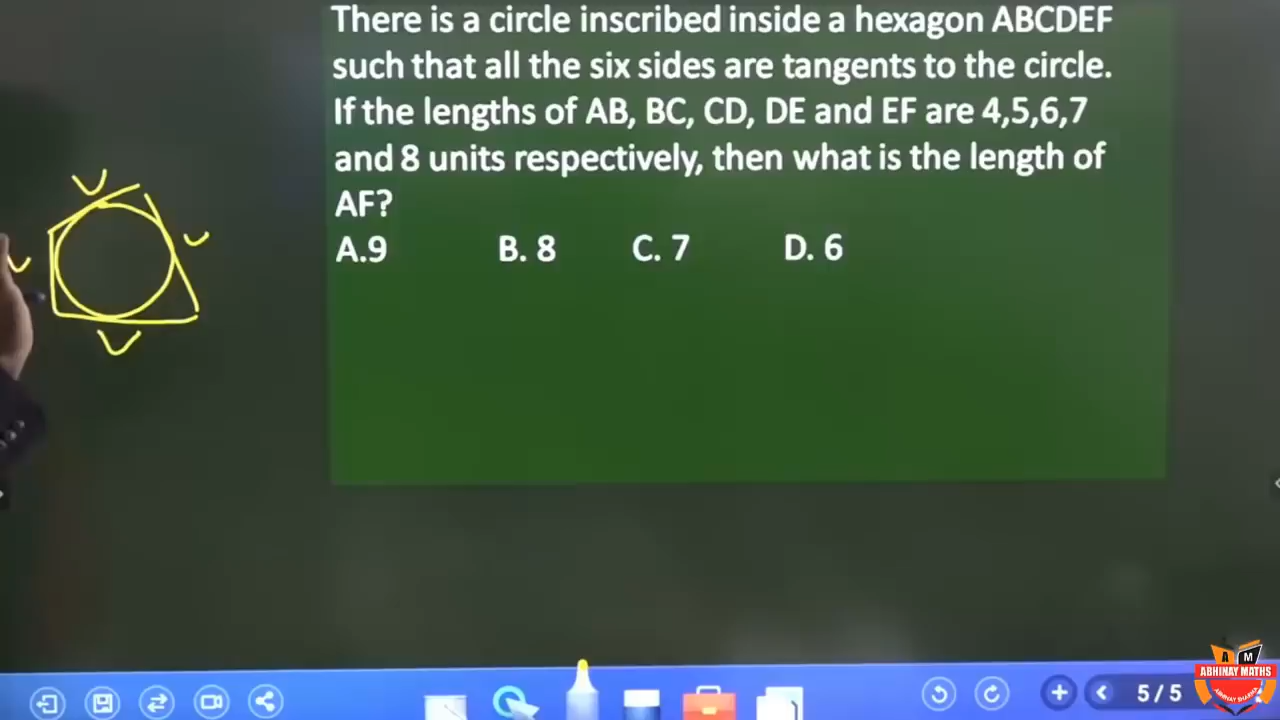 There is a circle inscribed inside a hexagon ABCDEF
such that all the six sides are tangents to the circle.
If the lengths of AB, BC, CD, DE and EF are 4,5,6,7
and 8 units respectively, then what is the length of
AF?
A.9 B. 8 C. 7 D. 6
5 / 5
A M
ABHINAY MATHS
ABHINAY SHARMA